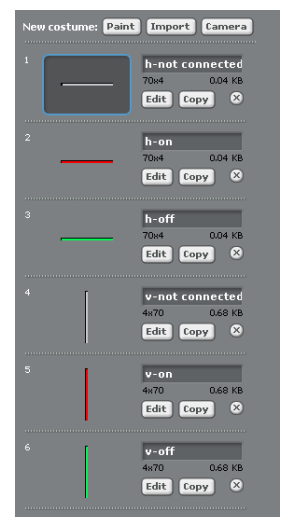 New costume: Paint Import Camera
1
h-not connected
70x4 0.04 KB
Edit Copy
2
h-on
70x4 0.04 KB
Edit Copy
3
h-off
70x4 0.04 KB
Edit Copy
4
v-not connected
4x70 0.68 KB
Edit Copy
5
v-on
4x70 0.68 KB
Edit Copy
6
v-off
4x70 0.68 KB
Edit Copy